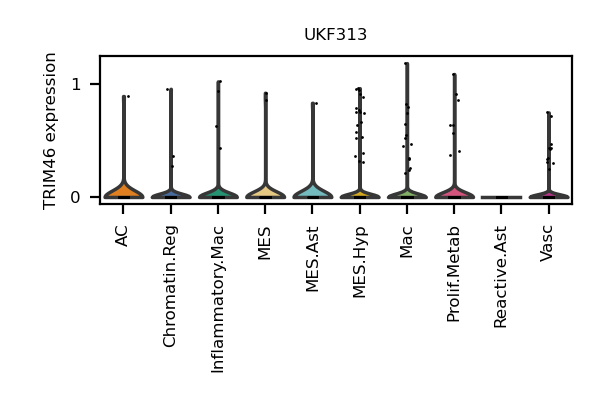 UKF313
TRIM46 expression
1
0
AC
Chromatin.Reg
Inflammatory.Mac
MES
MES.Ast
MES.Hyp
Mac
Prolif.Metab
Reactive.Ast
Vasc